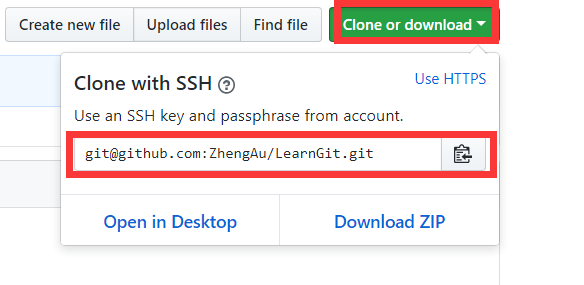 Create new file Upload files Find file Clone or download
Clone with SSH ? Use HTTPS
Use an SSH key and passphrase from account.
git@github.com:ZhengAu/LearnGit.git
Open in Desktop Download ZIP